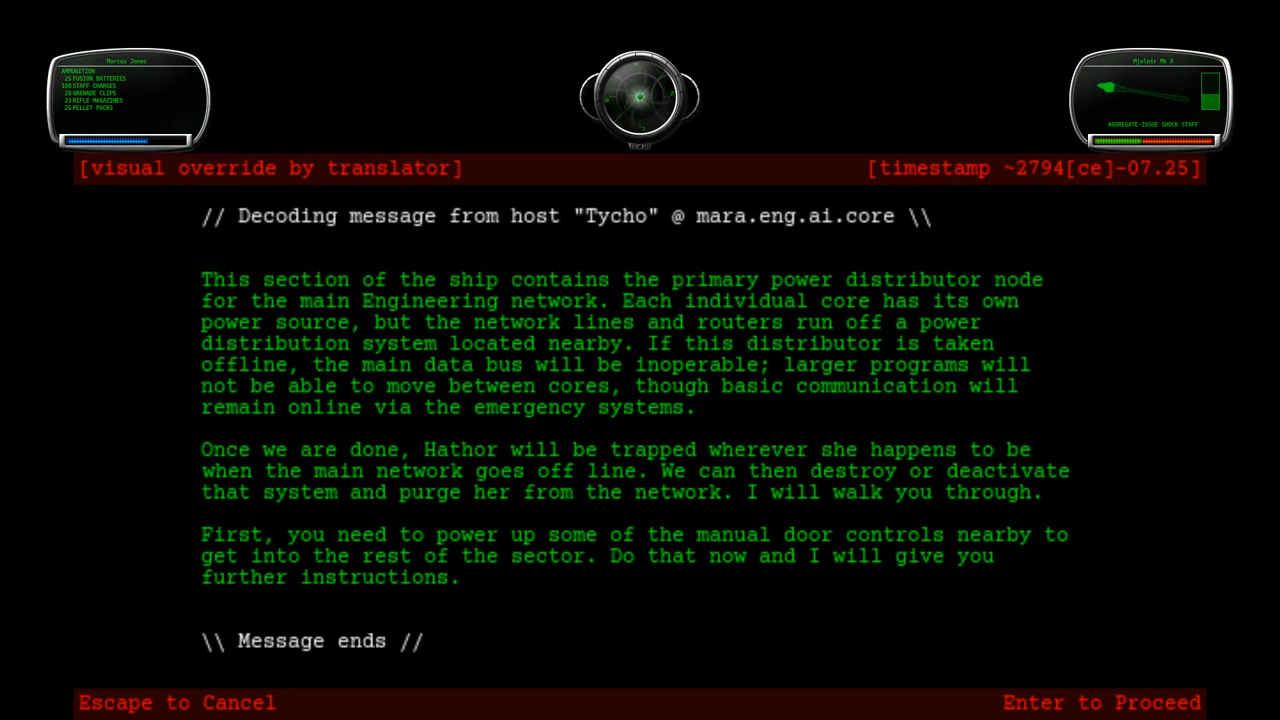 Marcus Jones
AMMUNITION
25 FUSION BATTERIES
100 STAFF CHARGES
26 GRENADE CLIPS
23 RIFLE MAGAZINES
25 PELLET PACKS
Mjolnir Mk X
AGGREGATE-ISSUE SHOCK STAFF
[visual override by translator] [timestamp ~2794[ce]-07.25]
// Decoding message from host "Tycho" @ mara.eng.ai.core \\
This section of the ship contains the primary power distributor node
for the main Engineering network. Each individual core has its own
power source, but the network lines and routers run off a power
distribution system located nearby. If this distributor is taken
offline, the main data bus will be inoperable; larger programs will
not be able to move between cores, though basic communication will
remain online via the emergency systems.
Once we are done, Hathor will be trapped wherever she happens to be
when the main network goes off line. We can then destroy or deactivate
that system and purge her from the network. I will walk you through.
First, you need to power up some of the manual door controls nearby to
get into the rest of the sector. Do that now and I will give you
further instructions.
\\ Message ends //
Escape to Cancel Enter to Proceed